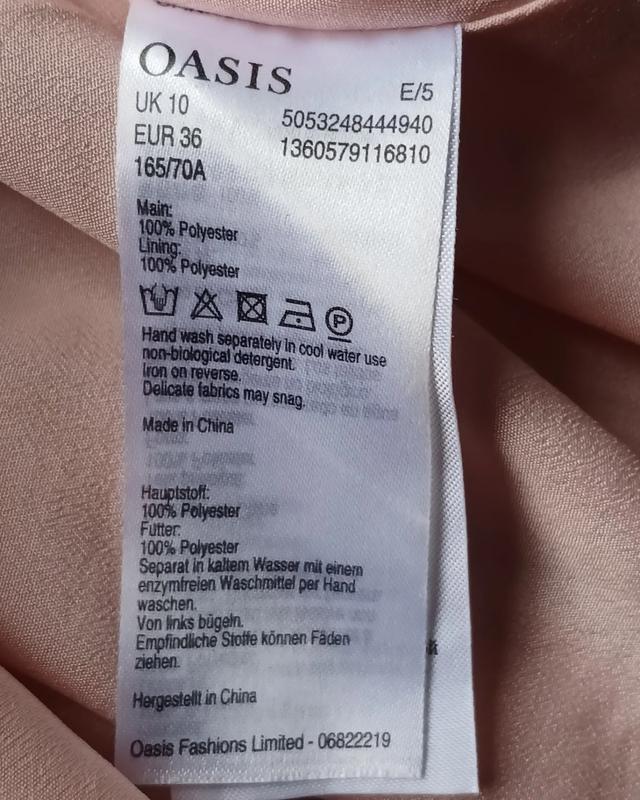 OASIS
E/5
UK 10
5053248444940
EUR 36
1360579116810
165/70A
Main:
100% Polyester
Lining:
100% Polyester
P
Hand wash separately in cool water use
non-biological detergent.
Iron on reverse.
Delicate fabrics may snag.
Made in China
Hauptstoff:
100% Polyester
Futter:
100% Polyester
Separat in kaltem Wasser mit einem
enzymfreien Waschmittel per Hand
waschen.
Von links bügeln.
Empfindliche Stoffe können Fäden
ziehen.
Hergestellt in China
Oasis Fashions Limited - 06822219